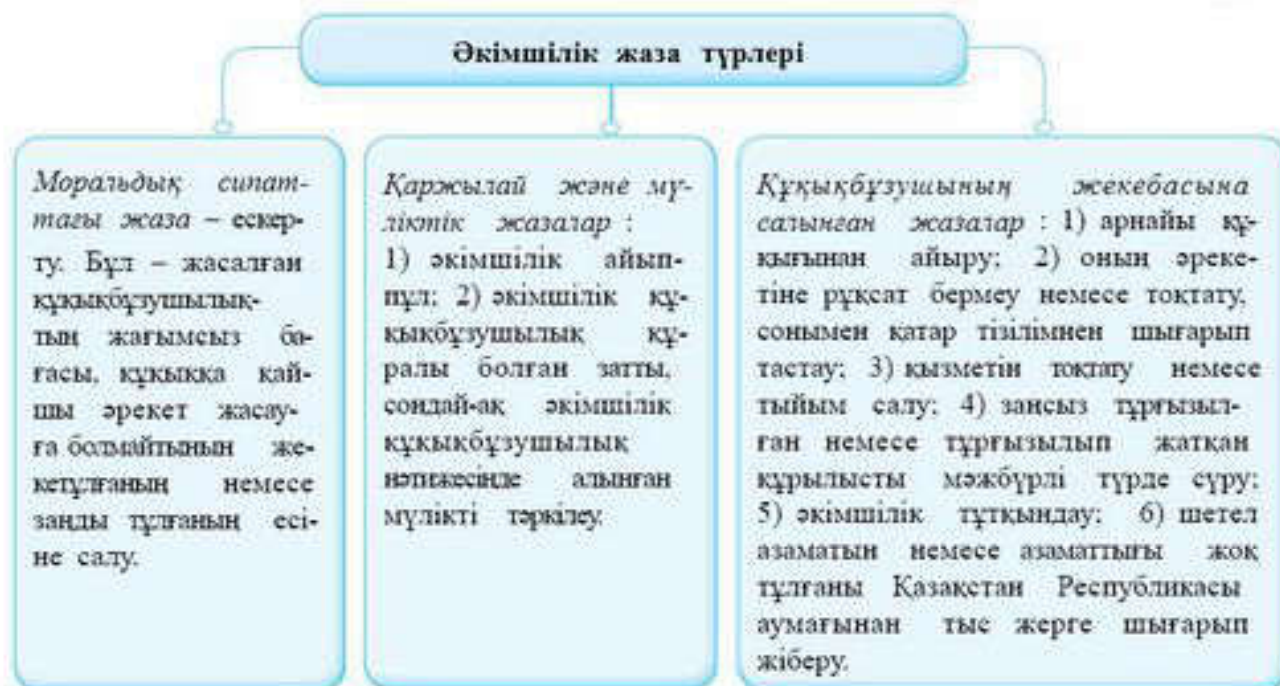 Әкімшілік жаза түрлері
Моральдық сипат-
тағы жаза – ескер-
ту. Бұл – жасалған
құқықбұзушылық-
тың жағымсыз ба-
ғасы, құқыққа қай-
шы әрекет жасау-
ға болмайтынын же-
кетұлғаның немесе
заңды тұлғаның есі-
не салу.
Қаржылай және мү-
ліктік жазалар :
1) әкімшілік айып-
пұл; 2) әкімшілік құ-
қықбұзушылық құ-
ралы болған затты,
сондай-ақ әкімшілік
құқықбұзушылық
нәтижесінде алынған
мүлікті тәркілеу.
Құқықбұзушының жекебасына
салынған жазалар : 1) арнайы құ-
қығынан айыру; 2) оның әреке-
тіне рұқсат бермеу немесе тоқтату,
сонымен қатар тізілімнен шығарып
тастау; 3) қызметін тоқтату немесе
тыйым салу; 4) заңсыз тұрғызыл-
ған немесе тұрғызылып жатқан
құрылысты мәжбүрлі түрде сүру;
5) әкімшілік тұтқындау; 6) шетел
азаматын немесе азаматтығы жоқ
тұлғаны Қазақстан Республикасы
аумағынан тыс жерге шығарып
жіберу.